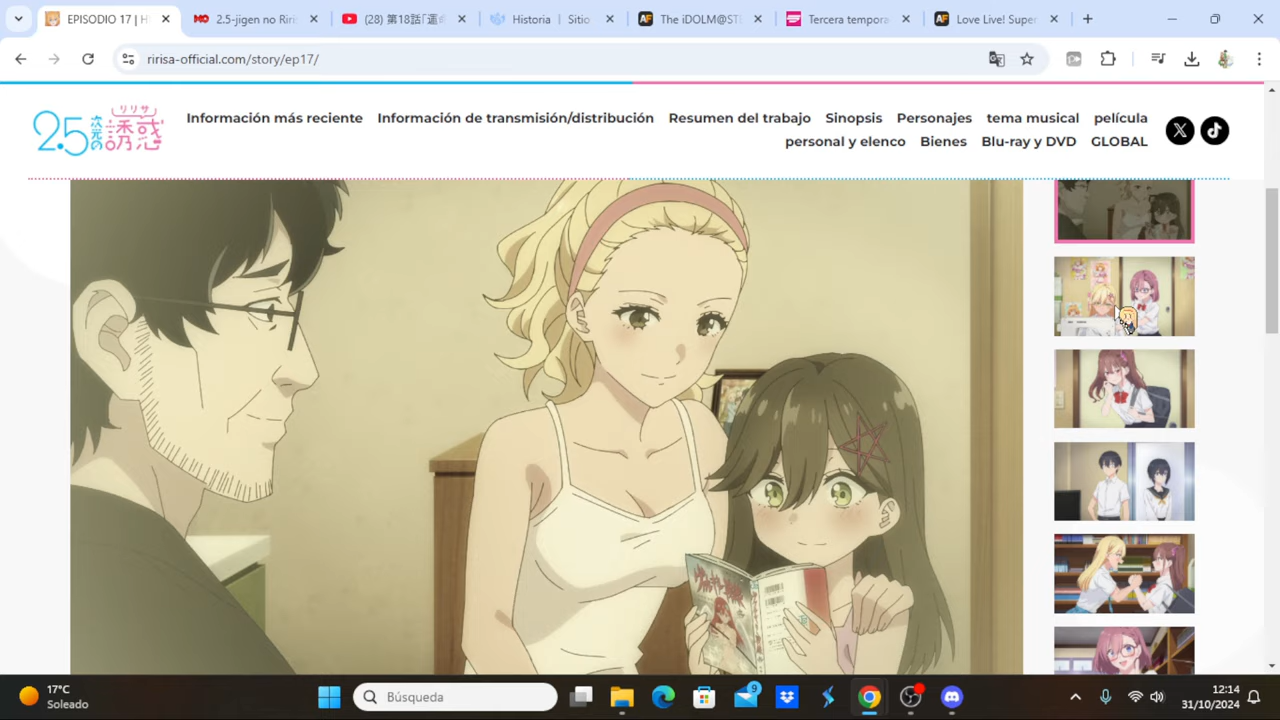 EPISODIO 17 | H
2.5-jigen no Riris
(28) 第18話「遥
Historia | Sitio
The iDOLM@ST
Tercera tempora
Love Live! Super
ririsa-official.com/story/ep17/
リリサ
2.5次元の誘惑
Información más reciente
Información de transmisión/distribución
Resumen del trabajo
Sinopsis
Personajes
tema musical
película
personal y elenco
Bienes
Blu-ray y DVD
GLOBAL
17°C
Soleado
Búsqueda
9
12:14
31/10/2024